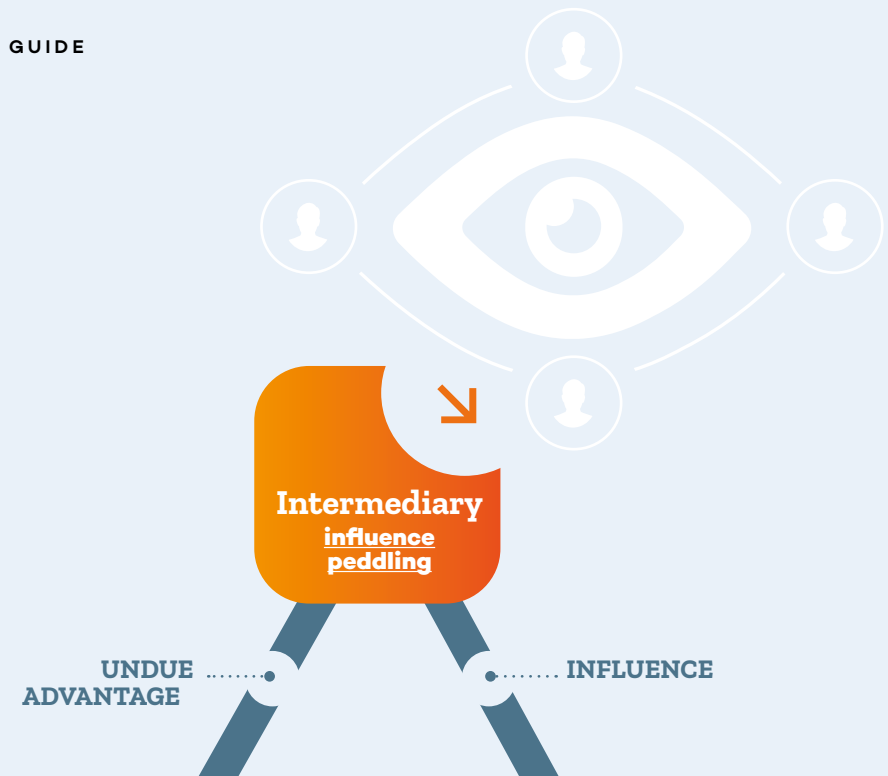 GUIDE
Intermediary
influence
peddling
UNDUE
ADVANTAGE
INFLUENCE